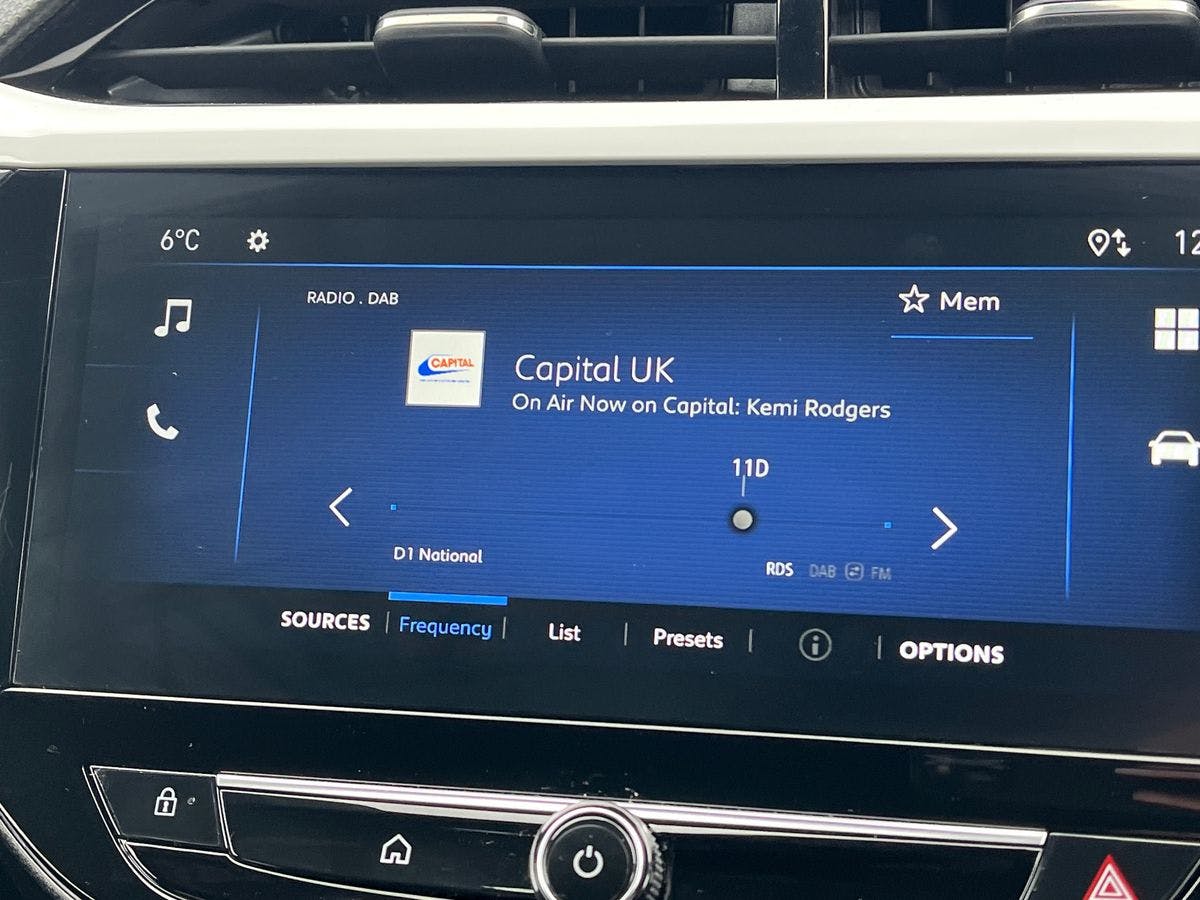 6°C
12
RADIO . DAB
Mem
CAPITAL
Capital UK
On Air Now on Capital: Kemi Rodgers
11D
D1 National
RDS DAB FM
SOURCES Frequency List Presets OPTIONS